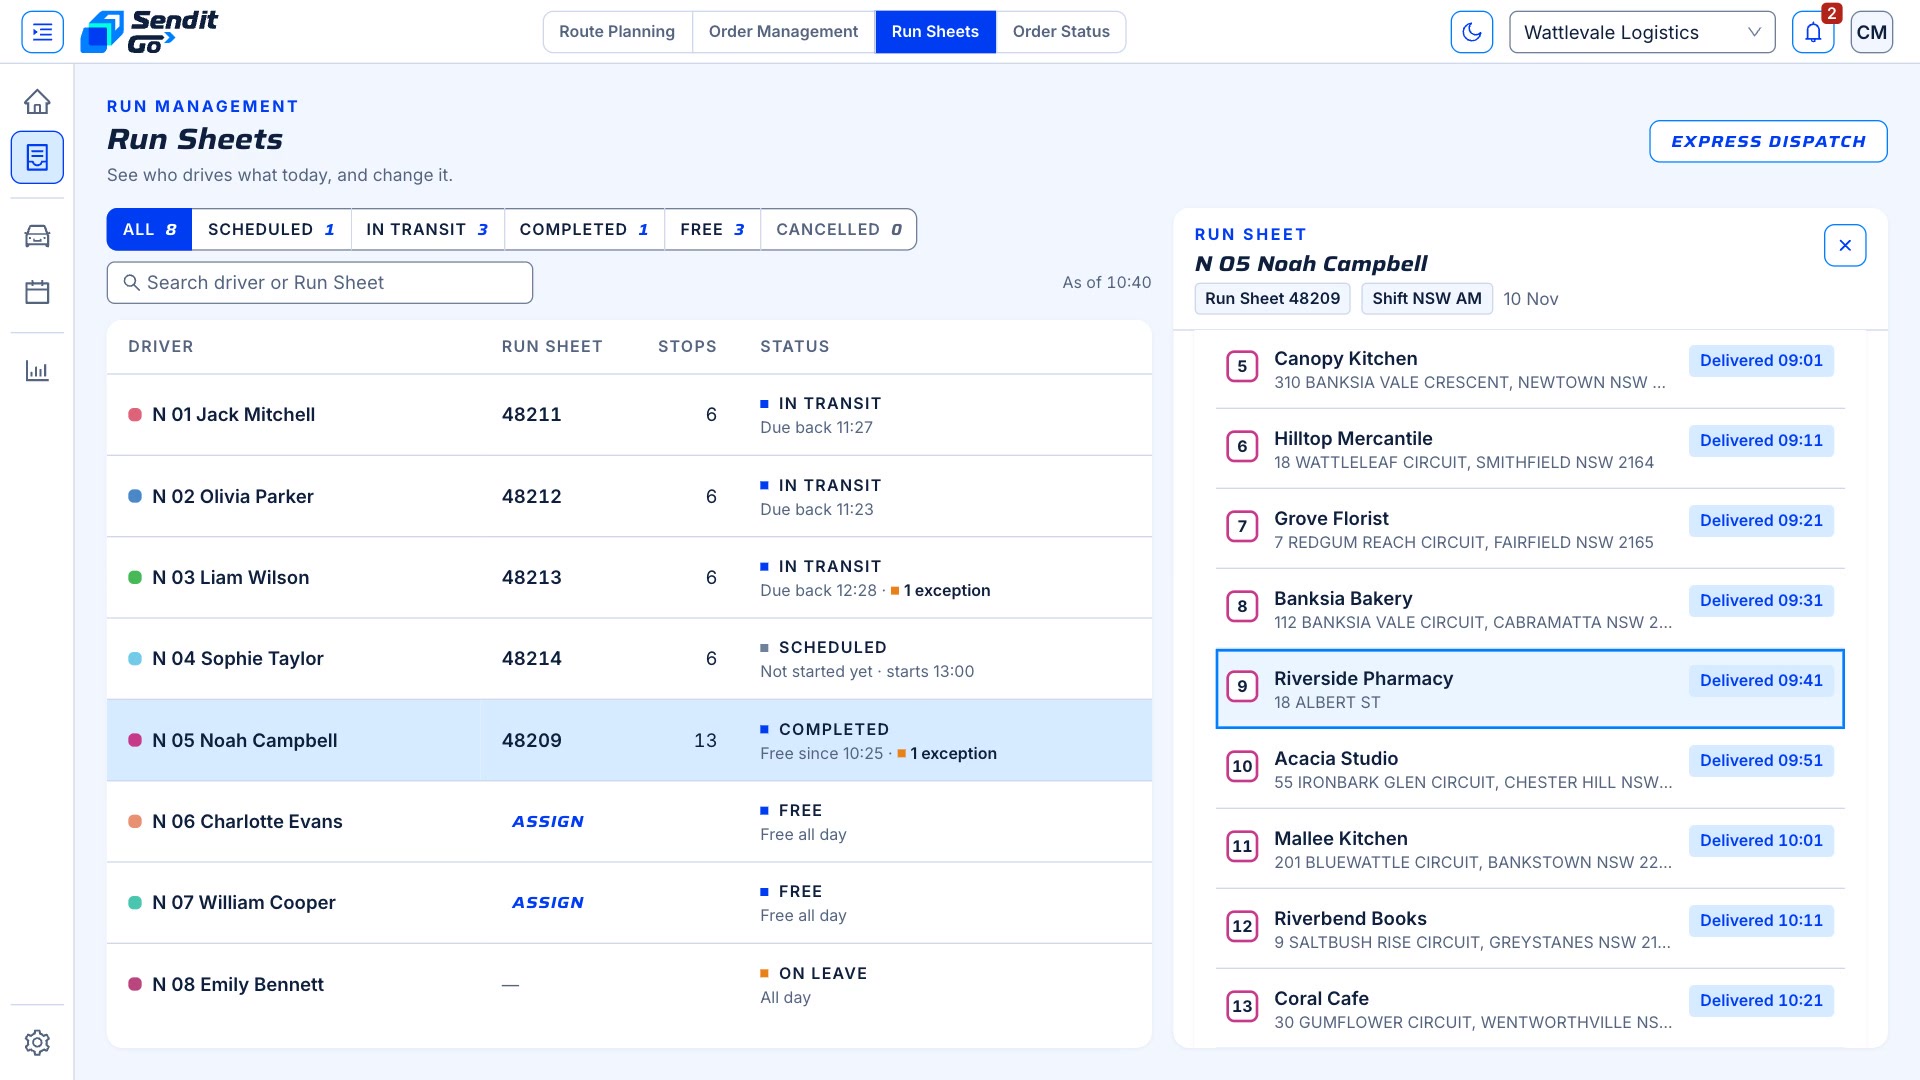 Sendit Go
Route Planning
Order Management
Run Sheets
Order Status
Wattlevale Logistics
2
CM
RUN MANAGEMENT
Run Sheets
See who drives what today, and change it.
EXPRESS DISPATCH
ALL 8
SCHEDULED 1
IN TRANSIT 3
COMPLETED 1
FREE 3
CANCELLED 0
Search driver or Run Sheet
As of 10:40
DRIVER RUN SHEET STOPS STATUS
N 01 Jack Mitchell 48211 6 IN TRANSIT
Due back 11:27
N 02 Olivia Parker 48212 6 IN TRANSIT
Due back 11:23
N 03 Liam Wilson 48213 6 IN TRANSIT
Due back 12:28 · 1 exception
N 04 Sophie Taylor 48214 6 SCHEDULED
Not started yet · starts 13:00
N 05 Noah Campbell 48209 13 COMPLETED
Free since 10:25 · 1 exception
N 06 Charlotte Evans ASSIGN FREE
Free all day
N 07 William Cooper ASSIGN FREE
Free all day
N 08 Emily Bennett — ON LEAVE
All day
RUN SHEET
N 05 Noah Campbell
Run Sheet 48209 Shift NSW AM 10 Nov
5 Canopy Kitchen Delivered 09:01
310 BANKSIA VALE CRESCENT, NEWTOWN NSW ...
6 Hilltop Mercantile Delivered 09:11
18 WATTLELEAF CIRCUIT, SMITHFIELD NSW 2164
7 Grove Florist Delivered 09:21
7 REDGUM REACH CIRCUIT, FAIRFIELD NSW 2165
8 Banksia Bakery Delivered 09:31
112 BANKSIA VALE CIRCUIT, CABRAMATTA NSW 2...
9 Riverside Pharmacy Delivered 09:41
18 ALBERT ST
10 Acacia Studio Delivered 09:51
55 IRONBARK GLEN CIRCUIT, CHESTER HILL NSW...
11 Mallee Kitchen Delivered 10:01
201 BLUEWATTLE CIRCUIT, BANKSTOWN NSW 22...
12 Riverbend Books Delivered 10:11
9 SALTBUSH RISE CIRCUIT, GREYSTANES NSW 21...
13 Coral Cafe Delivered 10:21
30 GUMFLOWER CIRCUIT, WENTWORTHVILLE NS...